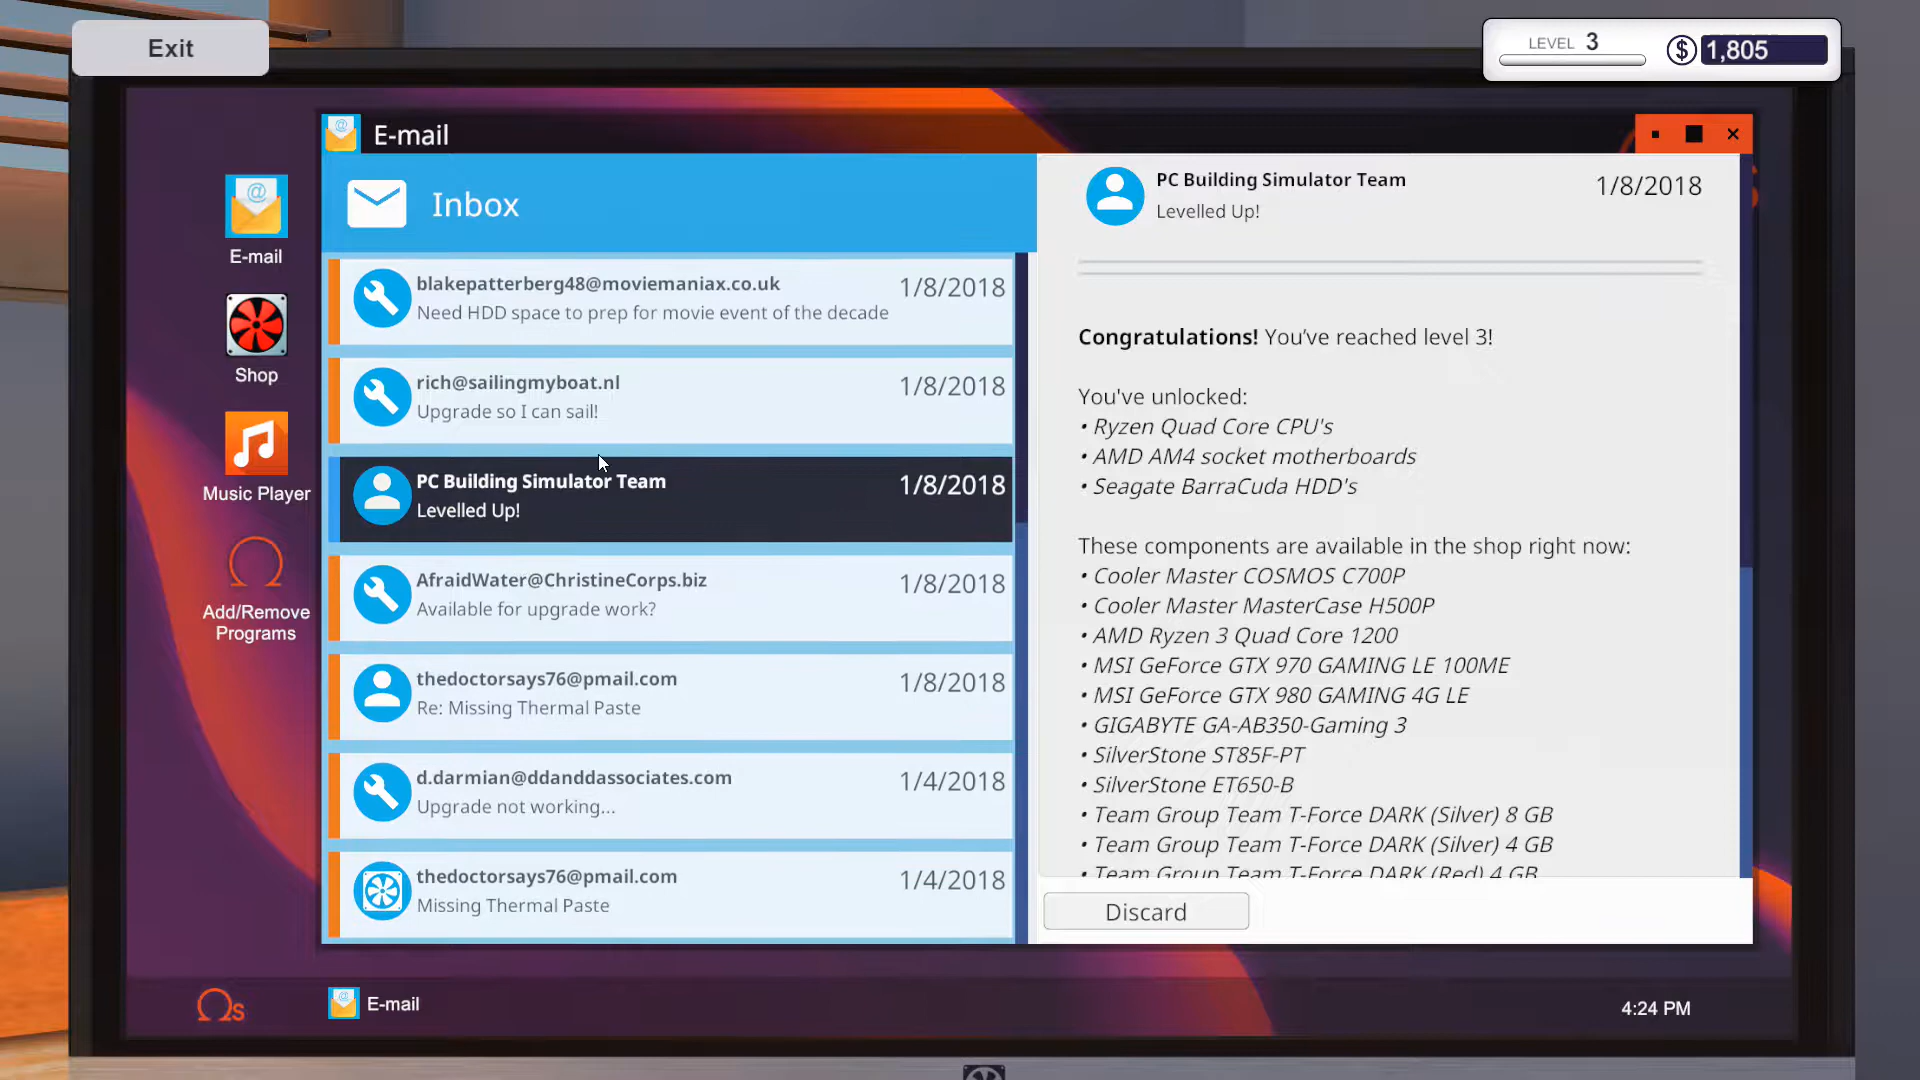 Exit
LEVEL 3
$ 1,805
E-mail
Inbox
E-mail
Shop
Music Player
Add/Remove
Programs
blakepatterberg48@moviemaniax.co.uk 1/8/2018
Need HDD space to prep for movie event of the decade
rich@sailingmyboat.nl 1/8/2018
Upgrade so I can sail!
PC Building Simulator Team 1/8/2018
Levelled Up!
AfraidWater@ChristineCorps.biz 1/8/2018
Available for upgrade work?
thedoctorsays76@pmail.com 1/8/2018
Re: Missing Thermal Paste
d.darmian@ddanddassociates.com 1/4/2018
Upgrade not working...
thedoctorsays76@pmail.com 1/4/2018
Missing Thermal Paste
PC Building Simulator Team 1/8/2018
Levelled Up!
Congratulations! You've reached level 3!
You've unlocked:
• Ryzen Quad Core CPU's
• AMD AM4 socket motherboards
• Seagate BarraCuda HDD's
These components are available in the shop right now:
• Cooler Master COSMOS C700P
• Cooler Master MasterCase H500P
• AMD Ryzen 3 Quad Core 1200
• MSI GeForce GTX 970 GAMING LE 100ME
• MSI GeForce GTX 980 GAMING 4G LE
• GIGABYTE GA-AB350-Gaming 3
• SilverStone ST85F-PT
• SilverStone ET650-B
• Team Group Team T-Force DARK (Silver) 8 GB
• Team Group Team T-Force DARK (Silver) 4 GB
• Team Group Team T-Force DARK (Red) 4 GB
Discard
Ωs
E-mail
4:24 PM